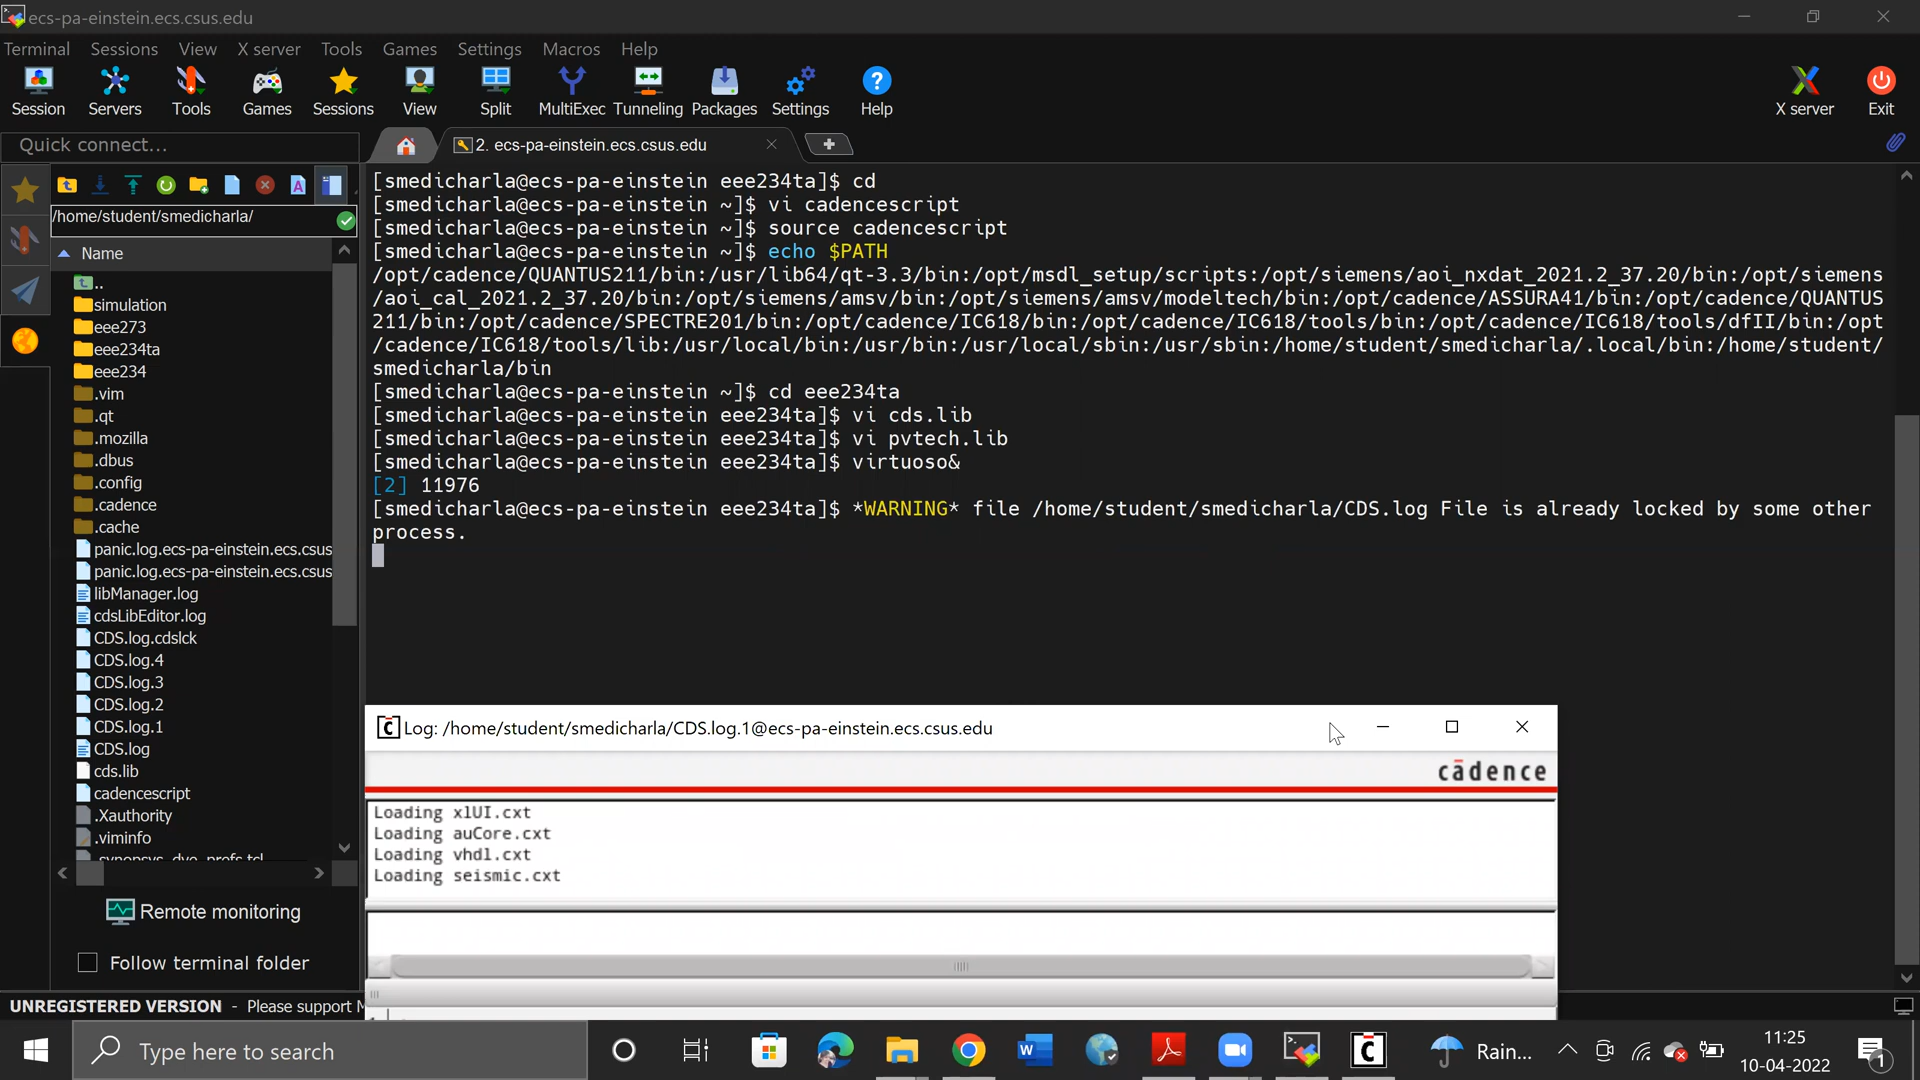 ecs-pa-einstein.ecs.csus.edu
Terminal Sessions View X server Tools Games Settings Macros Help
Session Servers Tools Games Sessions View Split MultiExec Tunneling Packages Settings Help X server Exit
Quick connect...
2. ecs-pa-einstein.ecs.csus.edu
/home/student/smedicharla/
Name
..
simulation
eee273
eee234ta
eee234
.vim
.qt
.mozilla
.dbus
.config
.cadence
.cache
panic.log.ecs-pa-einstein.ecs.csus
panic.log.ecs-pa-einstein.ecs.csus
libManager.log
cdsLibEditor.log
CDS.log.cdslck
CDS.log.4
CDS.log.3
CDS.log.2
CDS.log.1
CDS.log
cds.lib
cadencescript
.Xauthority
.viminfo
.synopsys_dve_prefs.tcl
Remote monitoring
Follow terminal folder
[smedicharla@ecs-pa-einstein eee234ta]$ cd
[smedicharla@ecs-pa-einstein ~]$ vi cadencescript
[smedicharla@ecs-pa-einstein ~]$ source cadencescript
[smedicharla@ecs-pa-einstein ~]$ echo $PATH
/opt/cadence/QUANTUS211/bin:/usr/lib64/qt-3.3/bin:/opt/msdl_setup/scripts:/opt/siemens/aoi_nxdat_2021.2_37.20/bin:/opt/siemens
/aoi_cal_2021.2_37.20/bin:/opt/siemens/amsv/bin:/opt/siemens/amsv/modeltech/bin:/opt/cadence/ASSURA41/bin:/opt/cadence/QUANTUS
211/bin:/opt/cadence/SPECTRE201/bin:/opt/cadence/IC618/bin:/opt/cadence/IC618/tools/bin:/opt/cadence/IC618/tools/dfII/bin:/opt
/cadence/IC618/tools/lib:/usr/local/bin:/usr/bin:/usr/local/sbin:/usr/sbin:/home/student/smedicharla/.local/bin:/home/student/
smedicharla/bin
[smedicharla@ecs-pa-einstein ~]$ cd eee234ta
[smedicharla@ecs-pa-einstein eee234ta]$ vi cds.lib
[smedicharla@ecs-pa-einstein eee234ta]$ vi pvtech.lib
[smedicharla@ecs-pa-einstein eee234ta]$ virtuoso&
[2] 11976
[smedicharla@ecs-pa-einstein eee234ta]$ *WARNING* file /home/student/smedicharla/CDS.log File is already locked by some other
process.
Log: /home/student/smedicharla/CDS.log.1@ecs-pa-einstein.ecs.csus.edu
cādence
Loading xlUI.cxt
Loading auCore.cxt
Loading vhdl.cxt
Loading seismic.cxt
UNREGISTERED VERSION - Please support M
Type here to search
Rain...
11:25
10-04-2022
1